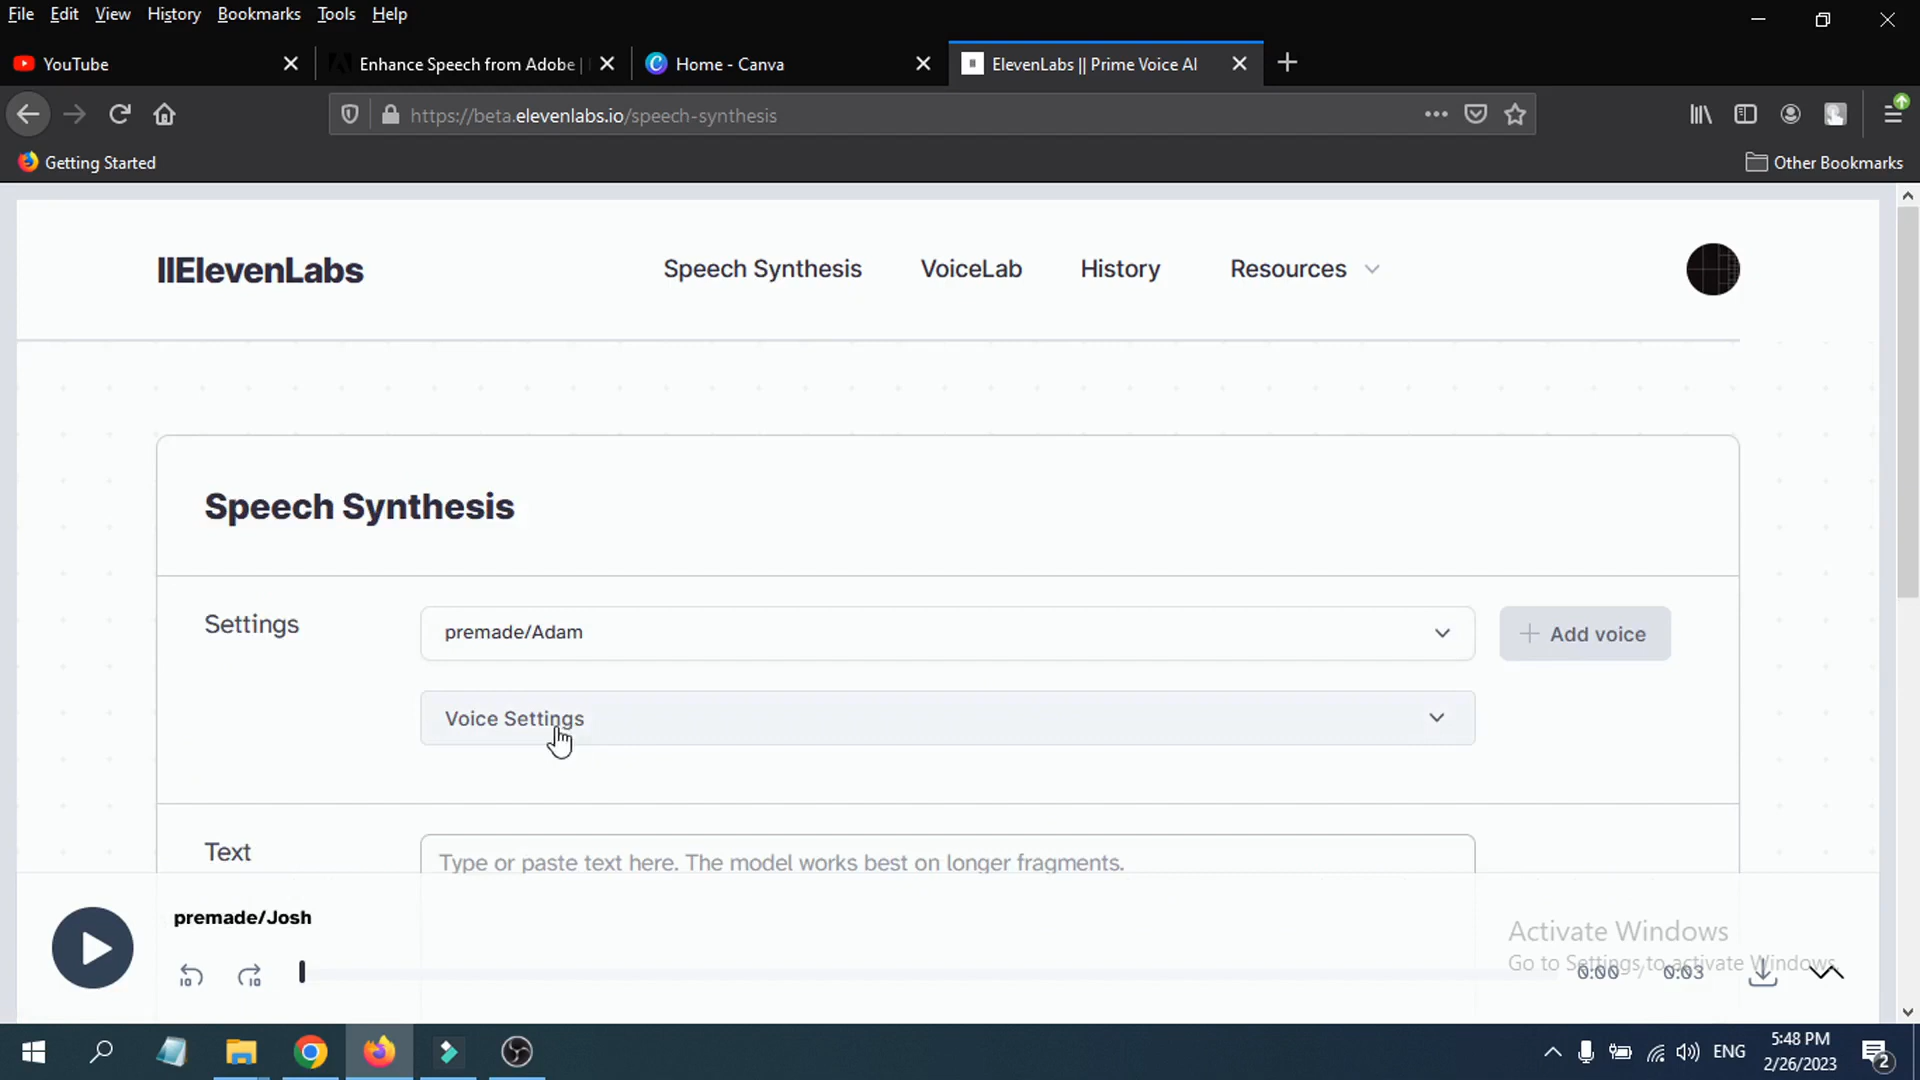 File Edit View History Bookmarks Tools Help
YouTube
Enhance Speech from Adobe |
Home - Canva
ElevenLabs || Prime Voice AI
https://beta.elevenlabs.io/speech-synthesis
Getting Started
Other Bookmarks
IIElevenLabs
Speech Synthesis
VoiceLab
History
Resources
Speech Synthesis
Settings
premade/Adam
+ Add voice
Voice Settings
Text
Type or paste text here. The model works best on longer fragments.
premade/Josh
Activate Windows
Go to Settings to activate Windows.
10
10
0:00 / 0:03
ENG
5:48 PM
2/26/2023
2